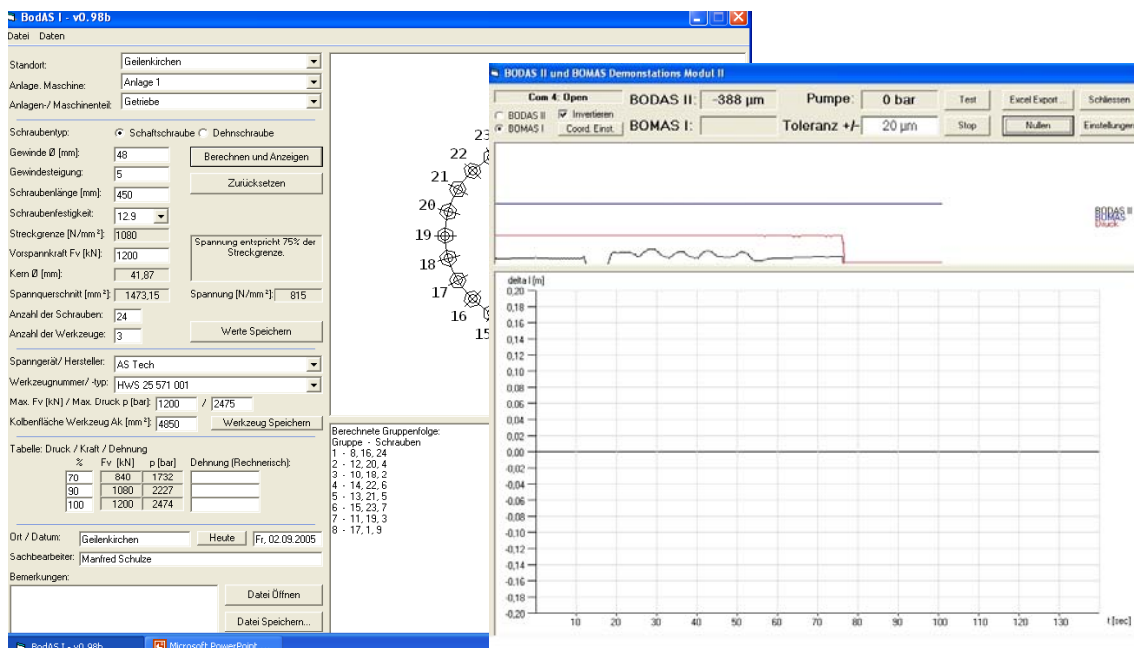 BodAS I - v0.98b
Datei Daten
Standort: Geilenkirchen
Anlage. Maschine: Anlage 1
Anlagen-/ Maschinenteil: Getriebe
Schraubentyp: Schaftschraube Dehnschraube
Gewinde Ø [mm]: 48 Berechnen und Anzeigen
Gewindesteigung: 5 Zurücksetzen
Schraubenlänge [mm]: 450
Schraubenfestigkeit: 12.9
Streckgrenze [N/mm²]: 1080 Spannung entspricht 75% der Streckgrenze.
Vorspannkraft Fv [kN]: 1200
Kern Ø [mm]: 41,87
Spannquerschnitt [mm²]: 1473,15 Spannung [N/mm²]: 815
Anzahl der Schrauben: 24
Anzahl der Werkzeuge: 3 Werte Speichern
Spanngerät/ Hersteller: AS Tech
Werkzeugnummer/ -typ: HWS 25 571 001
Max. Fv [kN] / Max. Druck p [bar]: 1200 / 2475
Kolbenfläche Werkzeug Ak [mm²]: 4850 Werkzeug Speichern
Tabelle: Druck / Kraft / Dehnung
% Fv [kN] p [bar] Dehnung (Rechnerisch):
70 840 1732
90 1080 2227
100 1200 2474
Ort / Datum: Geilenkirchen Heute Fr, 02.09.2005
Sachbearbeiter: Manfred Schulze
Bemerkungen:
Datei Öffnen
Datei Speichern...
23
22
21
20
19
18
17
16
15
Berechnete Gruppenfolge:
Gruppe - Schrauben
1 - 8, 16, 24
2 - 12, 20, 4
3 - 10, 18, 2
4 - 14, 22, 6
5 - 13, 21, 5
6 - 15, 23, 7
7 - 11, 19, 3
8 - 17, 1, 9
BodAS I - v0.98b Microsoft PowerPoint
BODAS II und BOMAS Demonstations Modul II
Com 4: Open BODAS II: -388 µm Pumpe: 0 bar Test Excel Export ... Schliessen
BODAS II Invertieren
BOMAS I Coord. Einst. BOMAS I: Toleranz +/- 20 µm Stop Nullen Einstellungen
BODAS II
BOMAS
Druck
delta l [m]
0,20
0,18
0,16
0,14
0,12
0,10
0,08
0,06
0,04
0,02
0.00
-0,02
-0,04
-0,06
-0,08
-0,10
-0,12
-0,14
-0.16
-0.18
-0.20
10 20 30 40 50 60 70 80 90 100 110 120 130 t [sec]